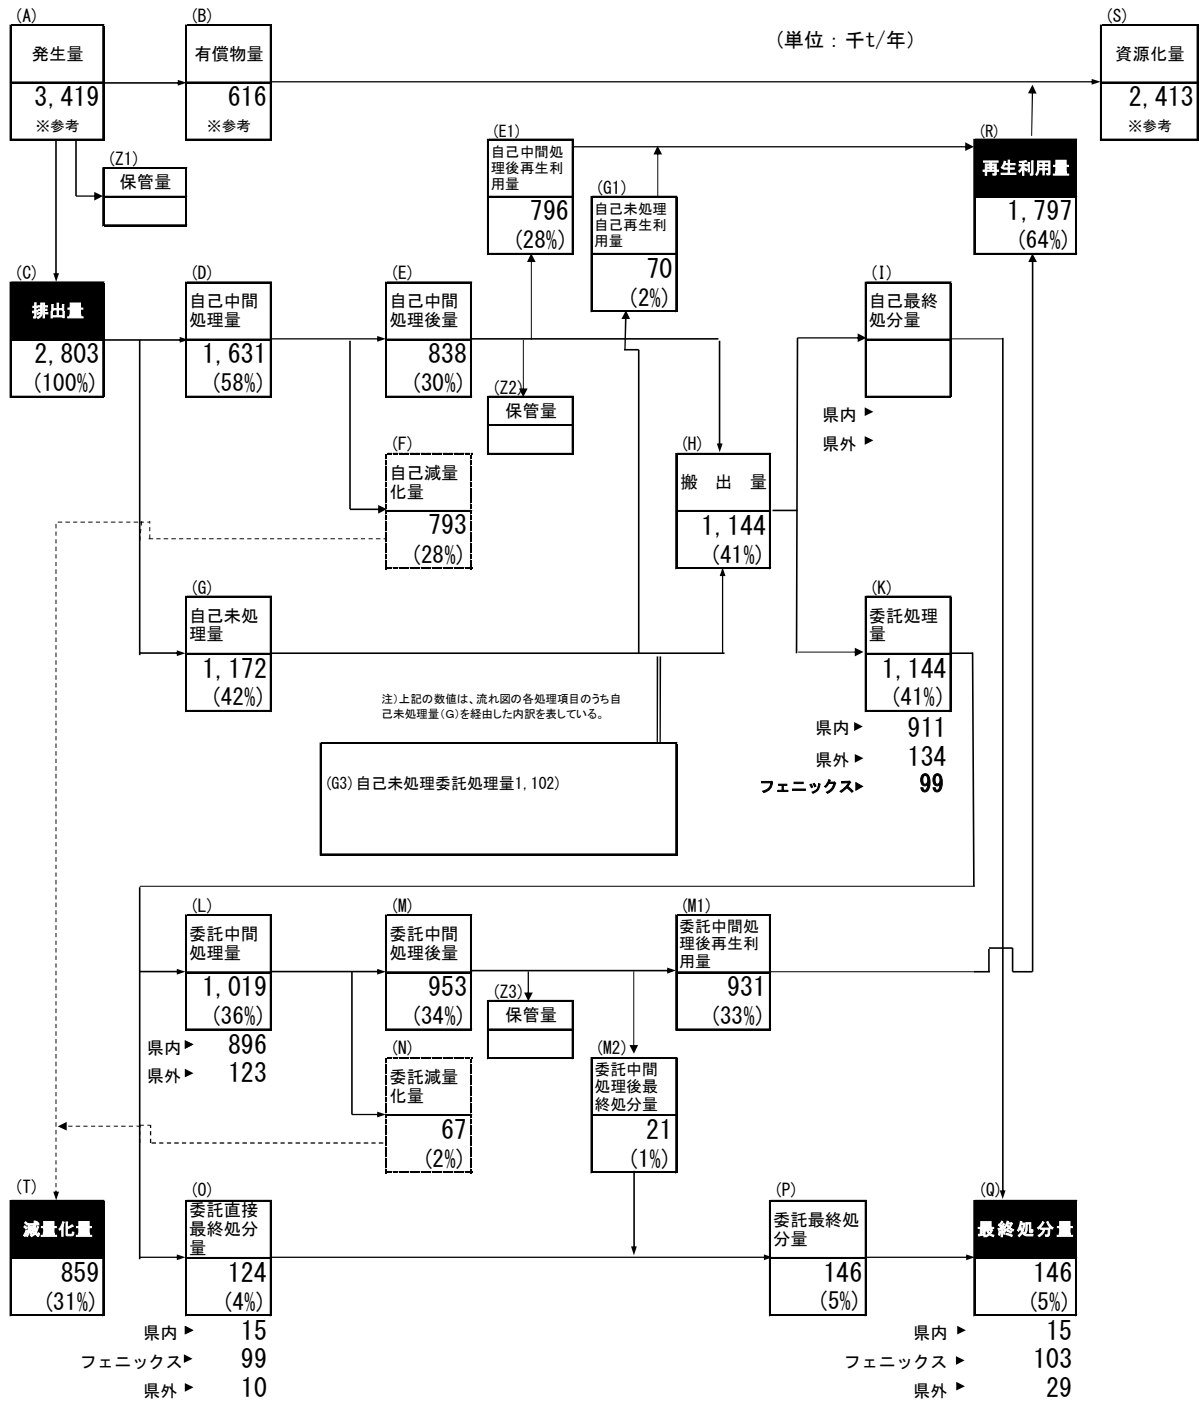 (単位：千t/年)
(A)
発生量
3,419
※参考
(B)
有償物量
616
※参考
(S)
資源化量
2,413
※参考
(Z1)
保管量
(E1)
自己中間処
理後再生利
用量
796
(28%)
(G1)
自己未処理
自己再生利
用量
70
(2%)
(R)
再生利用量
1,797
(64%)
(C)
排出量
2,803
(100%)
(D)
自己中間
処理量
1,631
(58%)
(E)
自己中間
処理後量
838
(30%)
(Z2)
保管量
(I)
自己最終
処分量
県内 ▶
県外 ▶
(F)
自己減量
化量
793
(28%)
(H)
搬 出 量
1,144
(41%)
(G)
自己未処
理量
1,172
(42%)
(K)
委託処理
量
1,144
(41%)
県内 ▶ 911
県外 ▶ 134
フェニックス▶ 99
注)上記の数値は、流れ図の各処理項目のうち自
己未処理量(G)を経由した内訳を表している。
(G3)自己未処理委託処理量1,102)
(L)
委託中間
処理量
1,019
(36%)
県内 ▶ 896
県外 ▶ 123
(M)
委託中間
処理後量
953
(34%)
(Z3)
保管量
(M1)
委託中間処
理後再生利
用量
931
(33%)
(N)
委託減量
化量
67
(2%)
(M2)
委託中間
処理後最
終処分量
21
(1%)
(T)
減量化量
859
(31%)
(O)
委託直接
最終処分
量
124
(4%)
県内 ▶ 15
フェニックス▶ 99
県外 ▶ 10
(P)
委託最終処
分量
146
(5%)
(Q)
最終処分量
146
(5%)
県内 ▶ 15
フェニックス ▶ 103
県外 ▶ 29